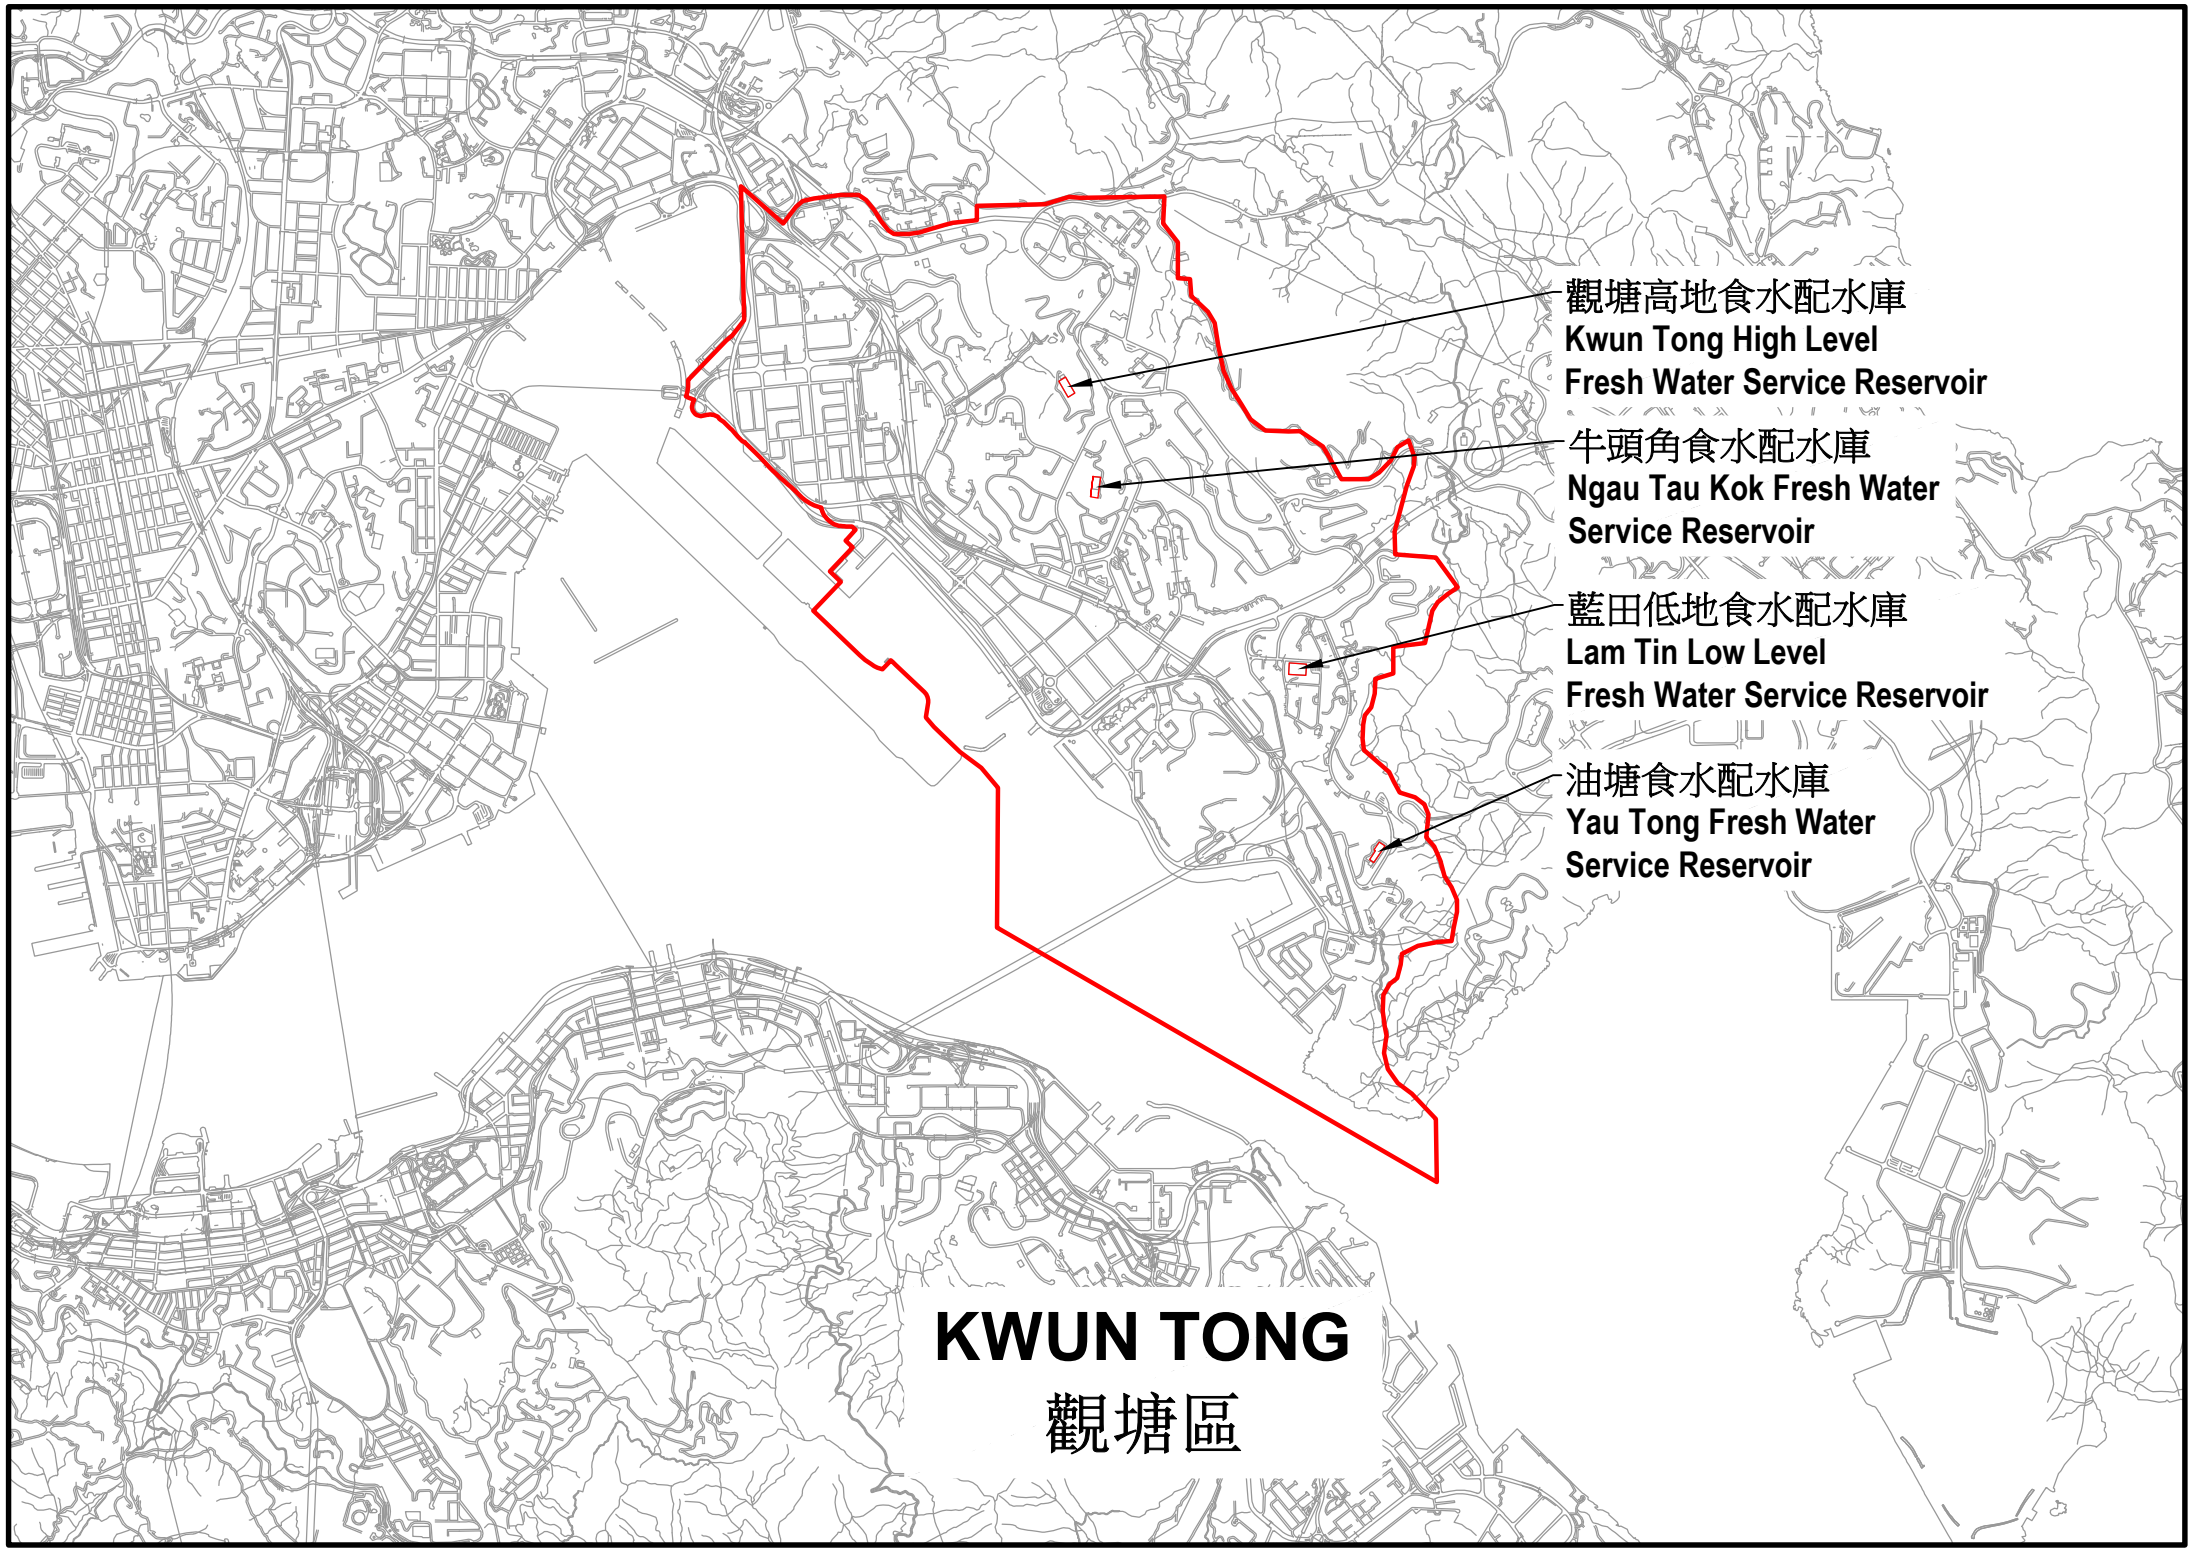 觀塘高地食水配水庫
Kwun Tong High Level
Fresh Water Service Reservoir
牛頭角食水配水庫
Ngau Tau Kok Fresh Water
Service Reservoir
藍田低地食水配水庫
Lam Tin Low Level
Fresh Water Service Reservoir
油塘食水配水庫
Yau Tong Fresh Water
Service Reservoir
KWUN TONG
觀塘區